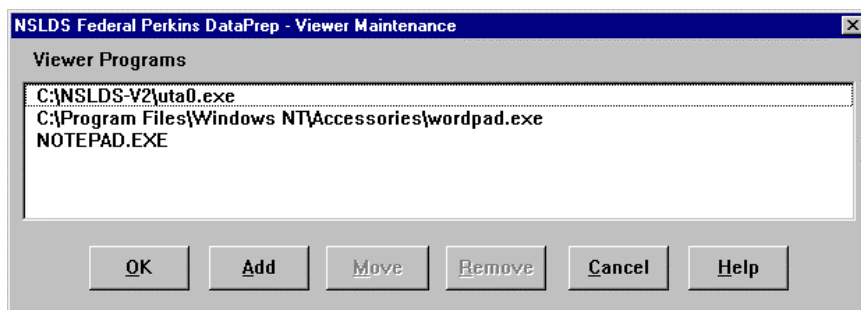 NSLDS Federal Perkins DataPrep - Viewer Maintenance
Viewer Programs
C:\NSLDS-V2\uta0.exe
C:\Program Files\Windows NT\Accessories\wordpad.exe
NOTEPAD.EXE
OK Add Move Remove Cancel Help